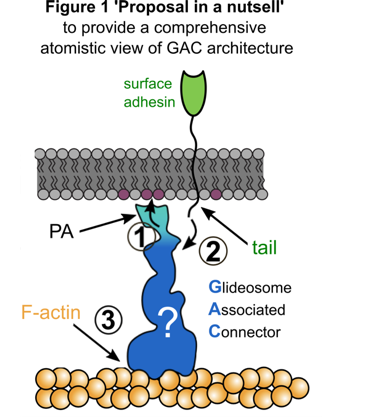 Figure 1 'Proposal in a nutsell'
to provide a comprehensive
atomistic view of GAC architecture
surface
adhesin
PA
1
2
tail
Glideosome
Associated
Connector
F-actin
3
?